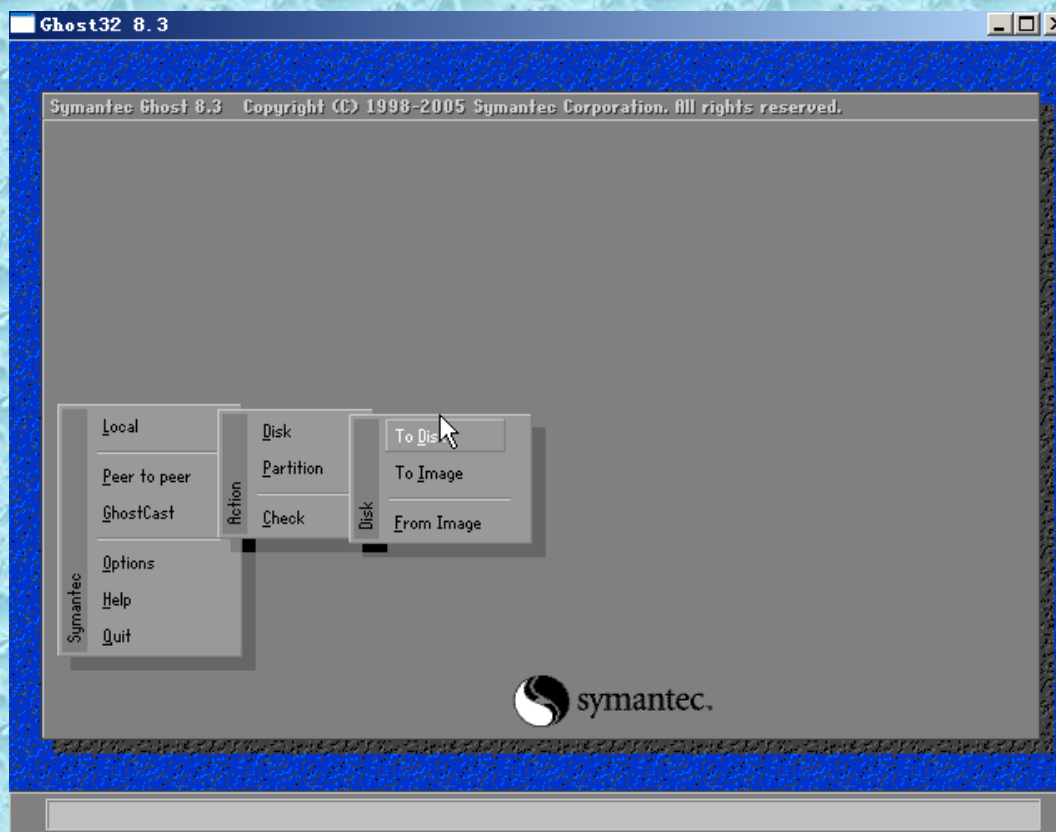 Ghost32 8.3
Symantec Ghost 8.3 Copyright (C) 1998-2005 Symantec Corporation. All rights reserved.
Local
Peer to peer
GhostCast
Options
Help
Quit
Symantec
Disk
Partition
Check
Action
To Disk
To Image
From Image
Disk
symantec.